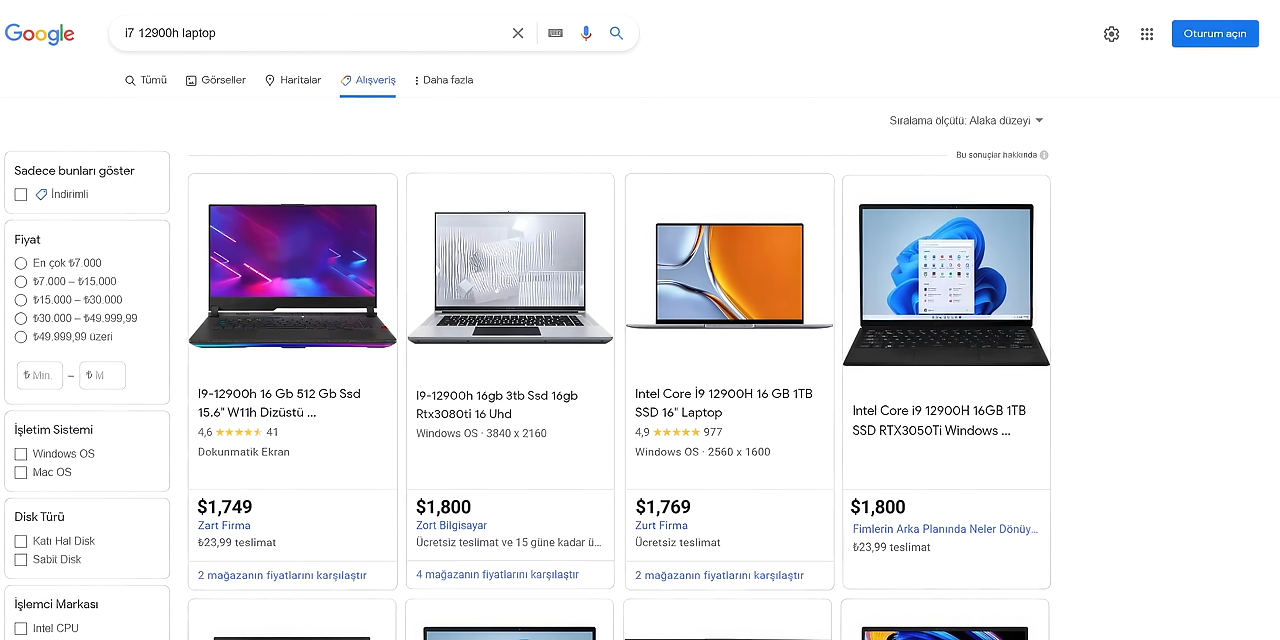 Google
i7 12900h laptop
Oturum açın
Tümü
Görseller
Haritalar
Alışveriş
Daha fazla
Sıralama ölçütü: Alaka düzeyi
Bu sonuçlar hakkında
Sadece bunları göster
İndirimli
Fiyat
En çok ₺7.000
₺7.000 – ₺15.000
₺15.000 – ₺30.000
₺30.000 – ₺49.999,99
₺49.999,99 üzeri
₺ Min. – ₺ M
İşletim Sistemi
Windows OS
Mac OS
Disk Türü
Katı Hal Disk
Sabit Disk
İşlemci Markası
Intel CPU
I9-12900h 16 Gb 512 Gb Ssd
15.6" W11h Dizüstü ...
4,6 ★★★★★ 41
Dokunmatik Ekran
$1,749
Zart Firma
₺23,99 teslimat
2 mağazanın fiyatlarını karşılaştır
I9-12900h 16gb 3tb Ssd 16gb
Rtx3080ti 16 Uhd
Windows OS · 3840 x 2160
$1,800
Zort Bilgisayar
Ücretsiz teslimat ve 15 güne kadar ü...
4 mağazanın fiyatlarını karşılaştır
Intel Core İ9 12900H 16 GB 1TB
SSD 16" Laptop
4,9 ★★★★★ 977
Windows OS · 2560 x 1600
$1,769
Zurt Firma
Ücretsiz teslimat
2 mağazanın fiyatlarını karşılaştır
Intel Core i9 12900H 16GB 1TB
SSD RTX3050Ti Windows ...
$1,800
Fimlerin Arka Planında Neler Dönüy...
₺23,99 teslimat